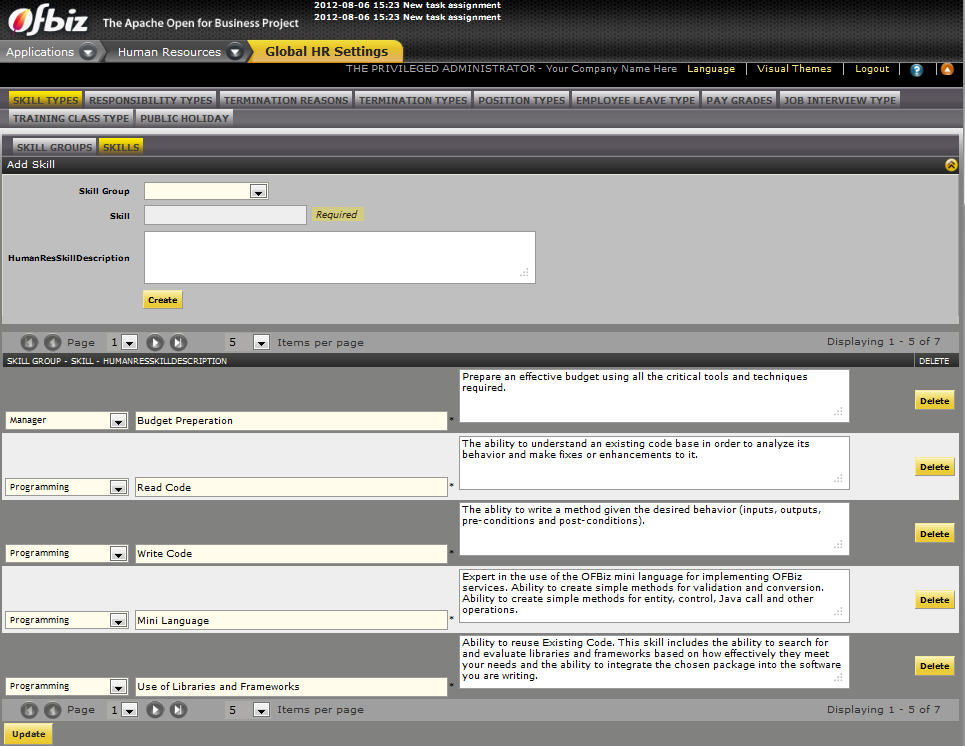 2012-08-06 15:23 New task assignment
2012-08-06 15:23 New task assignment
Ofbiz The Apache Open for Business Project
Applications Human Resources Global HR Settings
THE PRIVILEGED ADMINISTRATOR - Your Company Name Here Language Visual Themes Logout ?
SKILL TYPES RESPONSIBILITY TYPES TERMINATION REASONS TERMINATION TYPES POSITION TYPES EMPLOYEE LEAVE TYPE PAY GRADES JOB INTERVIEW TYPE
TRAINING CLASS TYPE PUBLIC HOLIDAY
SKILL GROUPS SKILLS
Add Skill
Skill Group
Skill Required
HumanResSkillDescription
Create
Page 1 5 Items per page Displaying 1 - 5 of 7
SKILL GROUP - SKILL - HUMANRESSKILLDESCRIPTION DELETE
Prepare an effective budget using all the critical tools and techniques
required.
Delete
Manager Budget Preperation *
The ability to understand an existing code base in order to analyze its
behavior and make fixes or enhancements to it.
Delete
Programming Read Code *
The ablity to write a method given the desired behavior (inputs, outputs,
pre-conditions and post-conditions).
Delete
Programming Write Code *
Expert in the use of the OFBiz mini language for implementing OFBiz
services. Ability to create simple methods for validation and conversion.
Ability to create simple methods for entity, control, Java call and other
operations.
Delete
Programming Mini Language *
Ability to reuse Existing Code. This skill includes the ability to search for
and evaluate libraries and frameworks based on how effectively they meet
your needs and the ability to integrate the chosen package into the software
you are writing.
Delete
Programming Use of Libraries and Frameworks *
Page 1 5 Items per page Displaying 1 - 5 of 7
Update